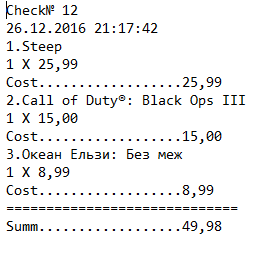 Check№ 12
26.12.2016 21:17:42
1.Steep
1 X 25,99
Cost..................25,99
2.Call of Duty®: Black Ops III
1 X 15,00
Cost..................15,00
3.Океан Ельзи: Без меж
1 X 8,99
Cost..................8,99
=============================
Summ..................49,98